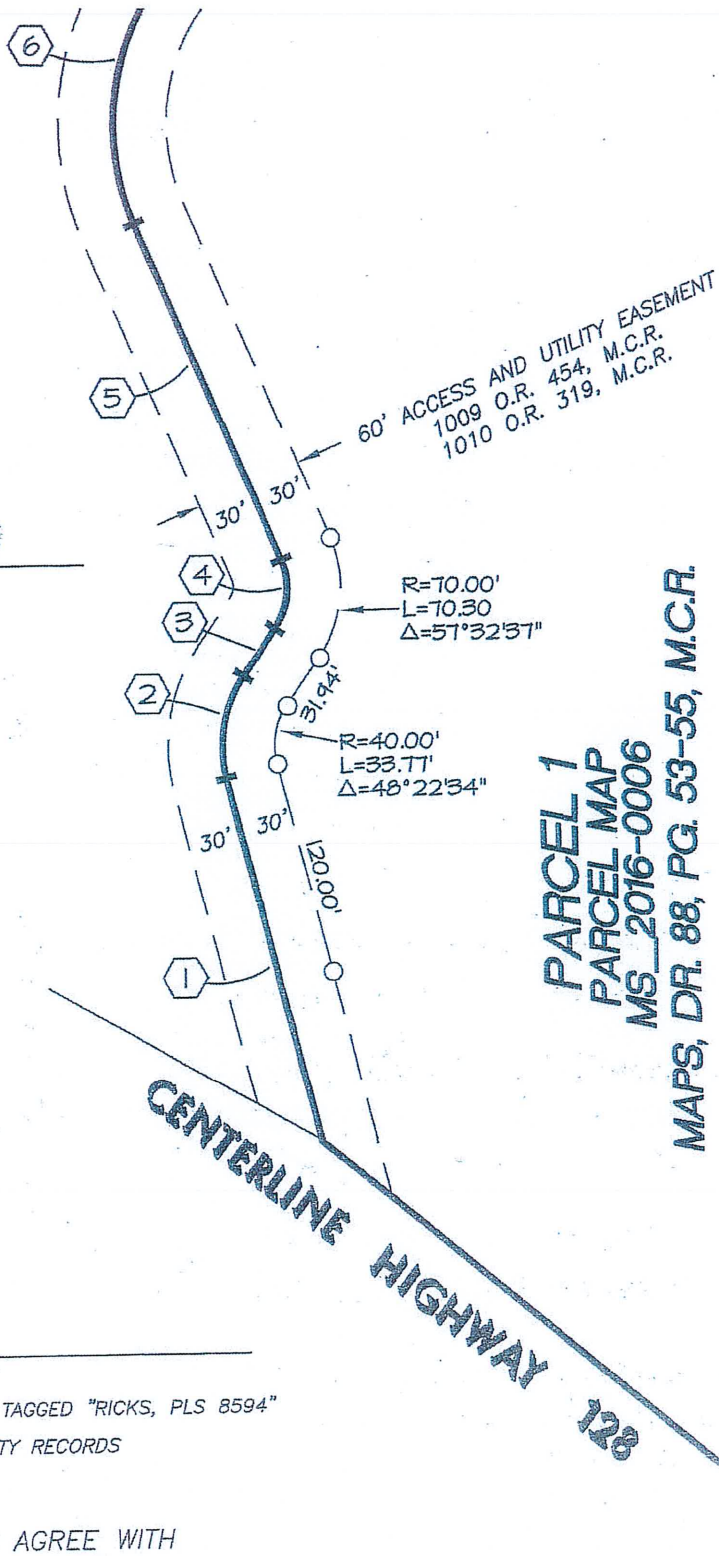 6
60' ACCESS AND UTILITY EASEMENT
1009 O.R. 454, M.C.R.
1010 O.R. 319, M.C.R.
5
30'
30'
4
R=70.00'
L=70.30
Δ=57°32'37"
3
31.94'
2
R=40.00'
L=33.77'
Δ=48°22'34"
30'
30'
120.00'
1
PARCEL 1
PARCEL MAP
MS_2016-0006
MAPS, DR. 88, PG. 53-55, M.C.R.
CENTERLINE HIGHWAY 128
TAGGED "RICKS, PLS 8594"
TY RECORDS
AGREE WITH